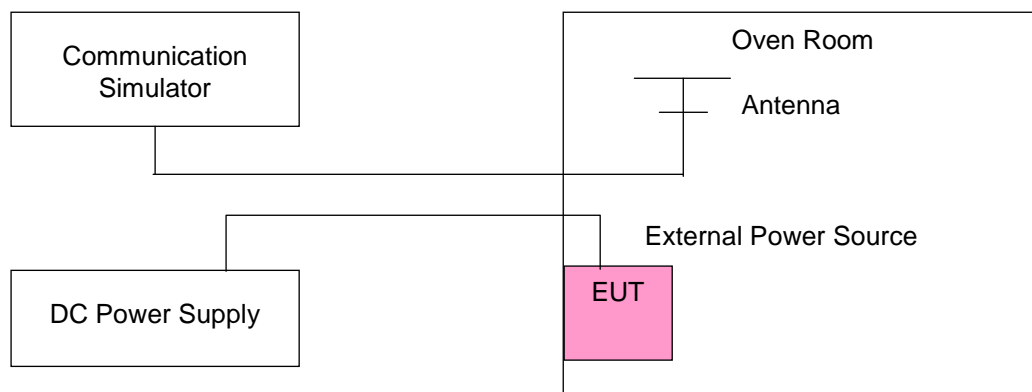 Communication
Simulator
Oven Room
Antenna
External Power Source
EUT
DC Power Supply